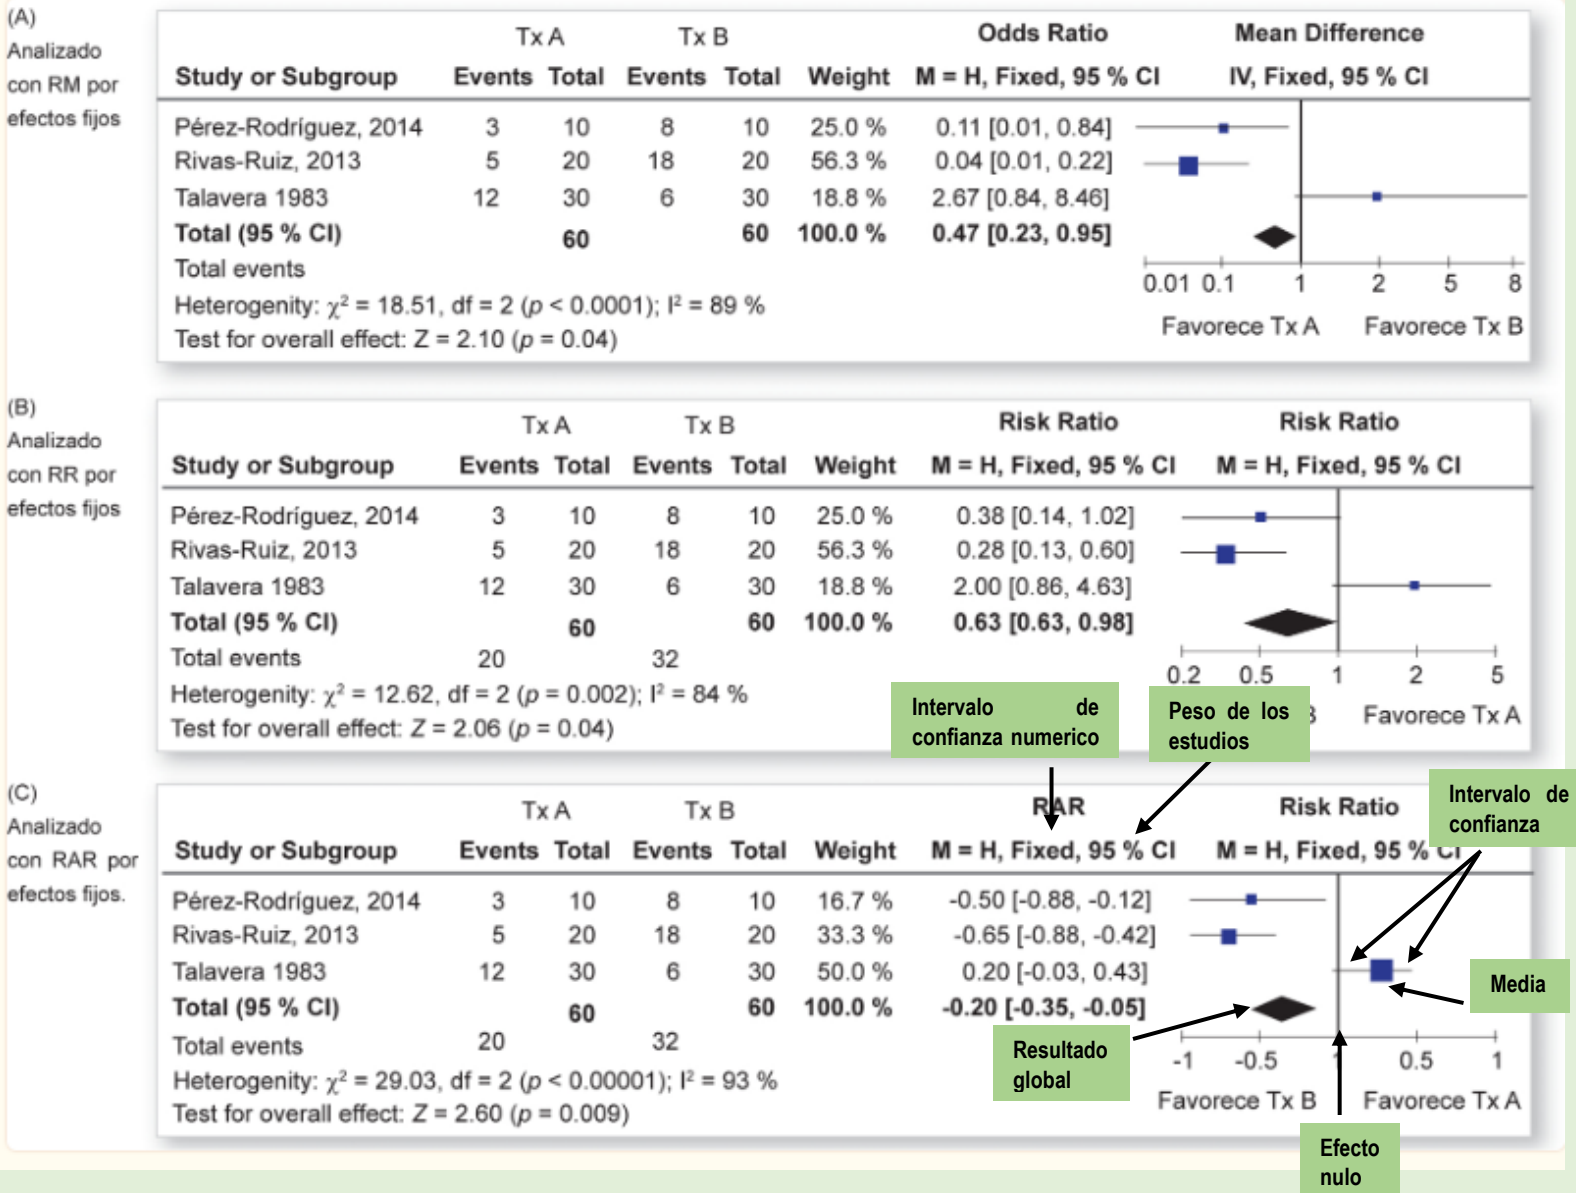 (A)
Analizado
con RM por
efectos fijos
Tx A Tx B Odds Ratio Mean Difference
Study or Subgroup Events Total Events Total Weight M = H, Fixed, 95 % CI IV, Fixed, 95 % CI
Pérez-Rodríguez, 2014 3 10 8 10 25.0 % 0.11 [0.01, 0.84]
Rivas-Ruiz, 2013 5 20 18 20 56.3 % 0.04 [0.01, 0.22]
Talavera 1983 12 30 6 30 18.8 % 2.67 [0.84, 8.46]
Total (95 % CI) 60 60 100.0 % 0.47 [0.23, 0.95]
Total events
Heterogenity: χ² = 18.51, df = 2 (p < 0.0001); I² = 89 %
Test for overall effect: Z = 2.10 (p = 0.04)
0.01 0.1 1 2 5 8
Favorece Tx A Favorece Tx B
(B)
Analizado
con RR por
efectos fijos
Tx A Tx B Risk Ratio Risk Ratio
Study or Subgroup Events Total Events Total Weight M = H, Fixed, 95 % CI M = H, Fixed, 95 % CI
Pérez-Rodríguez, 2014 3 10 8 10 25.0 % 0.38 [0.14, 1.02]
Rivas-Ruiz, 2013 5 20 18 20 56.3 % 0.28 [0.13, 0.60]
Talavera 1983 12 30 6 30 18.8 % 2.00 [0.86, 4.63]
Total (95 % CI) 60 60 100.0 % 0.63 [0.63, 0.98]
Total events 20 32
Heterogenity: χ² = 12.62, df = 2 (p = 0.002); I² = 84 %
Test for overall effect: Z = 2.06 (p = 0.04)
0.2 0.5 1 2 5
Favorece Tx A
Intervalo de
confianza numerico
Peso de los
estudios
(C)
Analizado
con RAR por
efectos fijos.
Tx A Tx B RAR Risk Ratio
Study or Subgroup Events Total Events Total Weight M = H, Fixed, 95 % CI M = H, Fixed, 95 % CI
Pérez-Rodríguez, 2014 3 10 8 10 16.7 % -0.50 [-0.88, -0.12]
Rivas-Ruiz, 2013 5 20 18 20 33.3 % -0.65 [-0.88, -0.42]
Talavera 1983 12 30 6 30 50.0 % 0.20 [-0.03, 0.43]
Total (95 % CI) 60 60 100.0 % -0.20 [-0.35, -0.05]
Total events 20 32
Heterogenity: χ² = 29.03, df = 2 (p < 0.00001); I² = 93 %
Test for overall effect: Z = 2.60 (p = 0.009)
-1 -0.5 0.5 1
Favorece Tx B Favorece Tx A
Intervalo de
confianza
Media
Resultado
global
Efecto
nulo